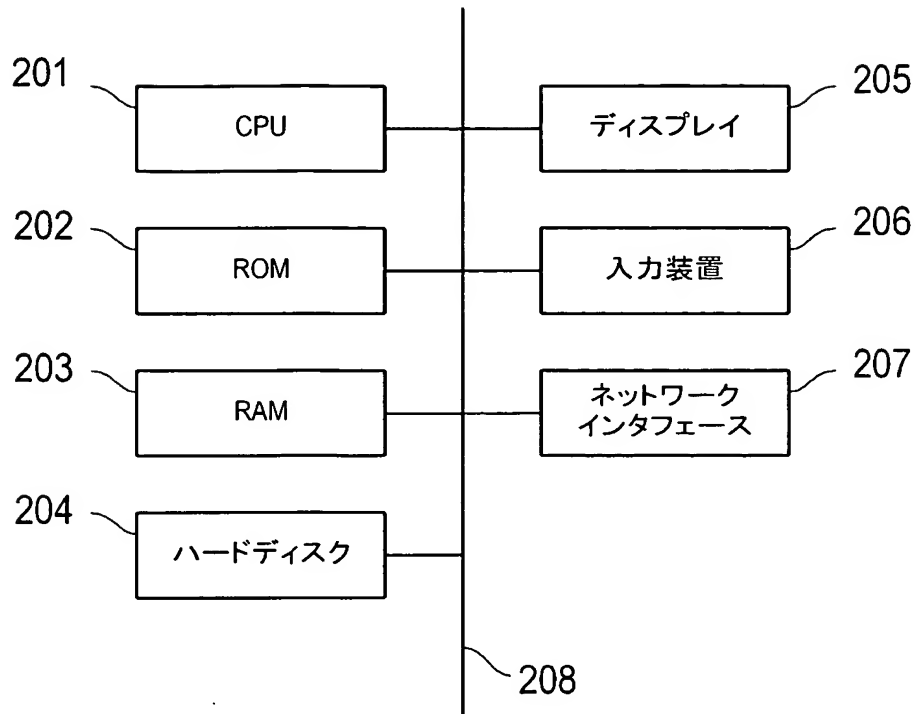 201
CPU
205
ディスプレイ
202
ROM
206
入力装置
203
RAM
207
ネットワーク
インタフェース
204
ハードディスク
208